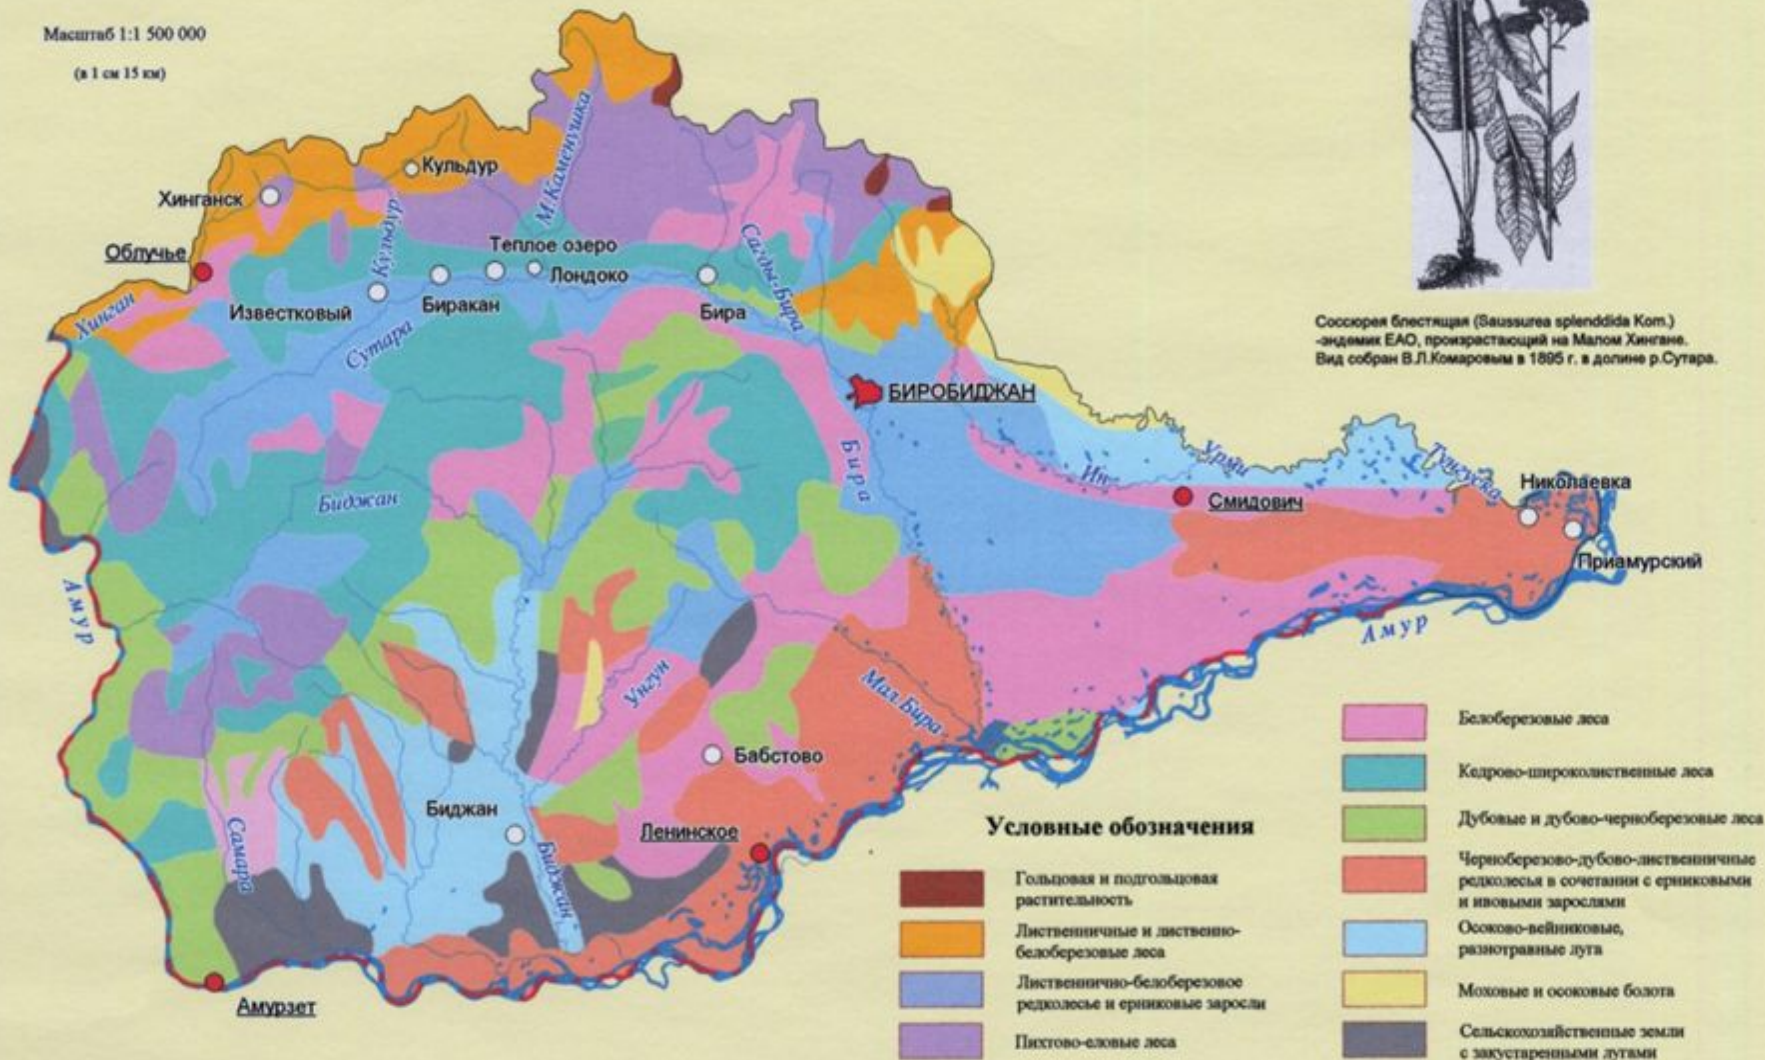 Масштаб 1:1 500 000
(в 1 см 15 км)
Соссюрея блестящая (Saussurea splenddida Kom.)
-эндемик ЕАО, произрастающий на Малом Хингане.
Вид собран В.Л.Комаровым в 1895 г. в долине р.Сутара.
Кульдур
Хинганск
М.Каменушка
Кульдур
Облучье
Теплое озеро
Сагды-Бира
Лондоко
Хинган
Известковый
Биракан
Бира
Сутара
БИРОБИДЖАН
Бира
Ин
Урми
Тунгуска
Николаевка
Биджан
Смидович
Приамурский
Амур
Амур
Унгун
Мал.Бира
Бабстово
Биджан
Ленинское
Самара
Биджан
Амурзет
Условные обозначения
Гольцовая и подгольцовая
растительность
Лиственничные и лиственно-
белоберезовые леса
Лиственнично-белоберезовое
редколесье и ерниковые заросли
Пихтово-еловые леса
Белоберезовые леса
Кедрово-широколиственные леса
Дубовые и дубово-черноберезовые леса
Черноберезово-дубово-лиственничные
редколесья в сочетании с ерниковыми
и ивовыми зарослями
Осоково-вейниковые,
разнотравные луга
Моховые и осоковые болота
Сельскохозяйственные земли
с закустаренными лугами